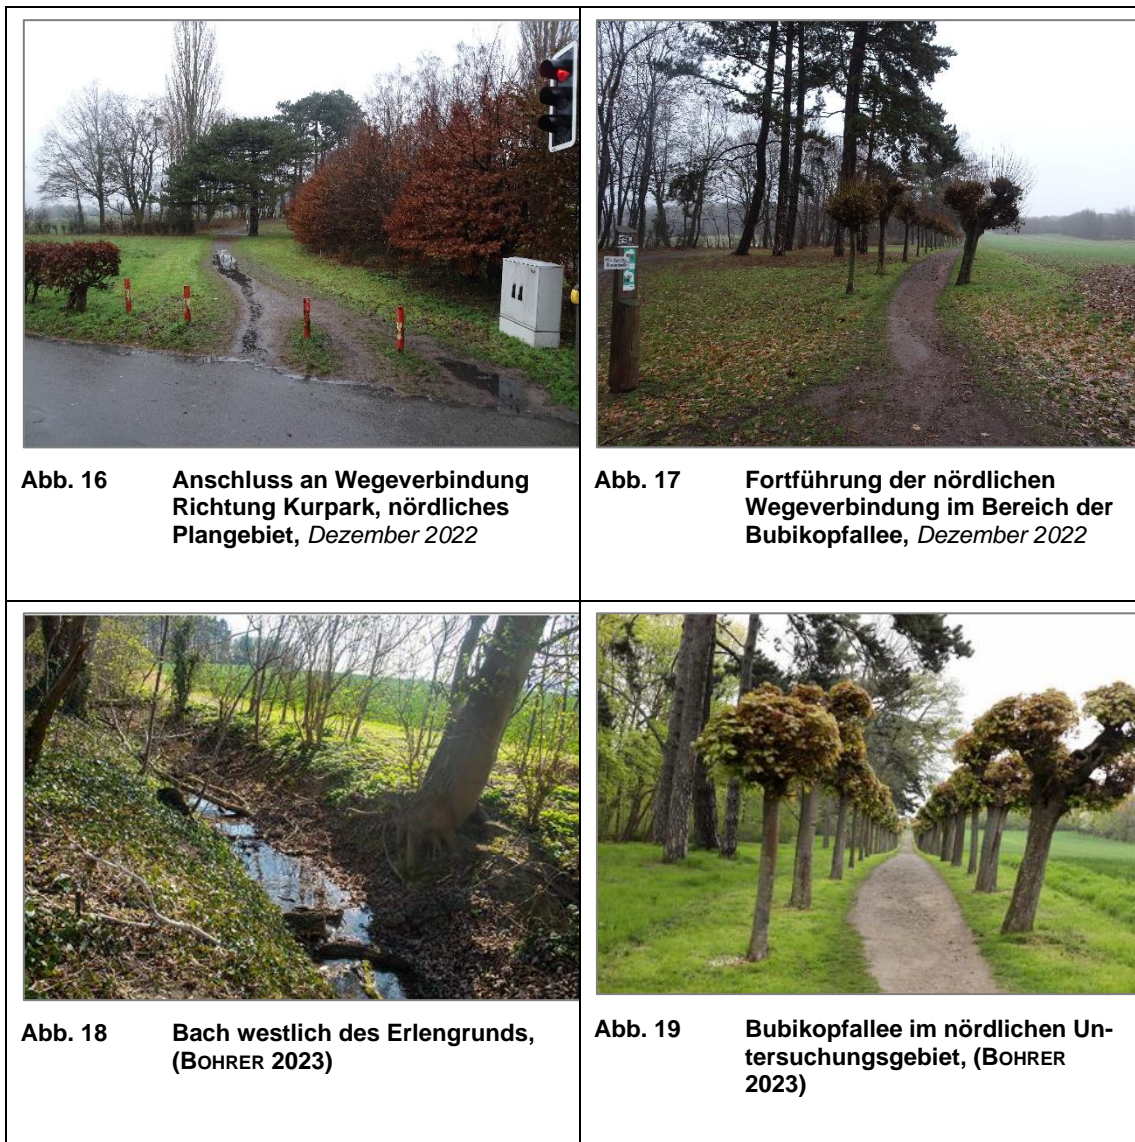 Abb. 16 Anschluss an Wegeverbindung
Richtung Kurpark, nördliches
Plangebiet, Dezember 2022
Abb. 17 Fortführung der nördlichen
Wegeverbindung im Bereich der
Bubikopfallee, Dezember 2022
Abb. 18 Bach westlich des Erlengrunds,
(BOHRER 2023)
Abb. 19 Bubikopfallee im nördlichen Un-
tersuchungsgebiet, (BOHRER
2023)